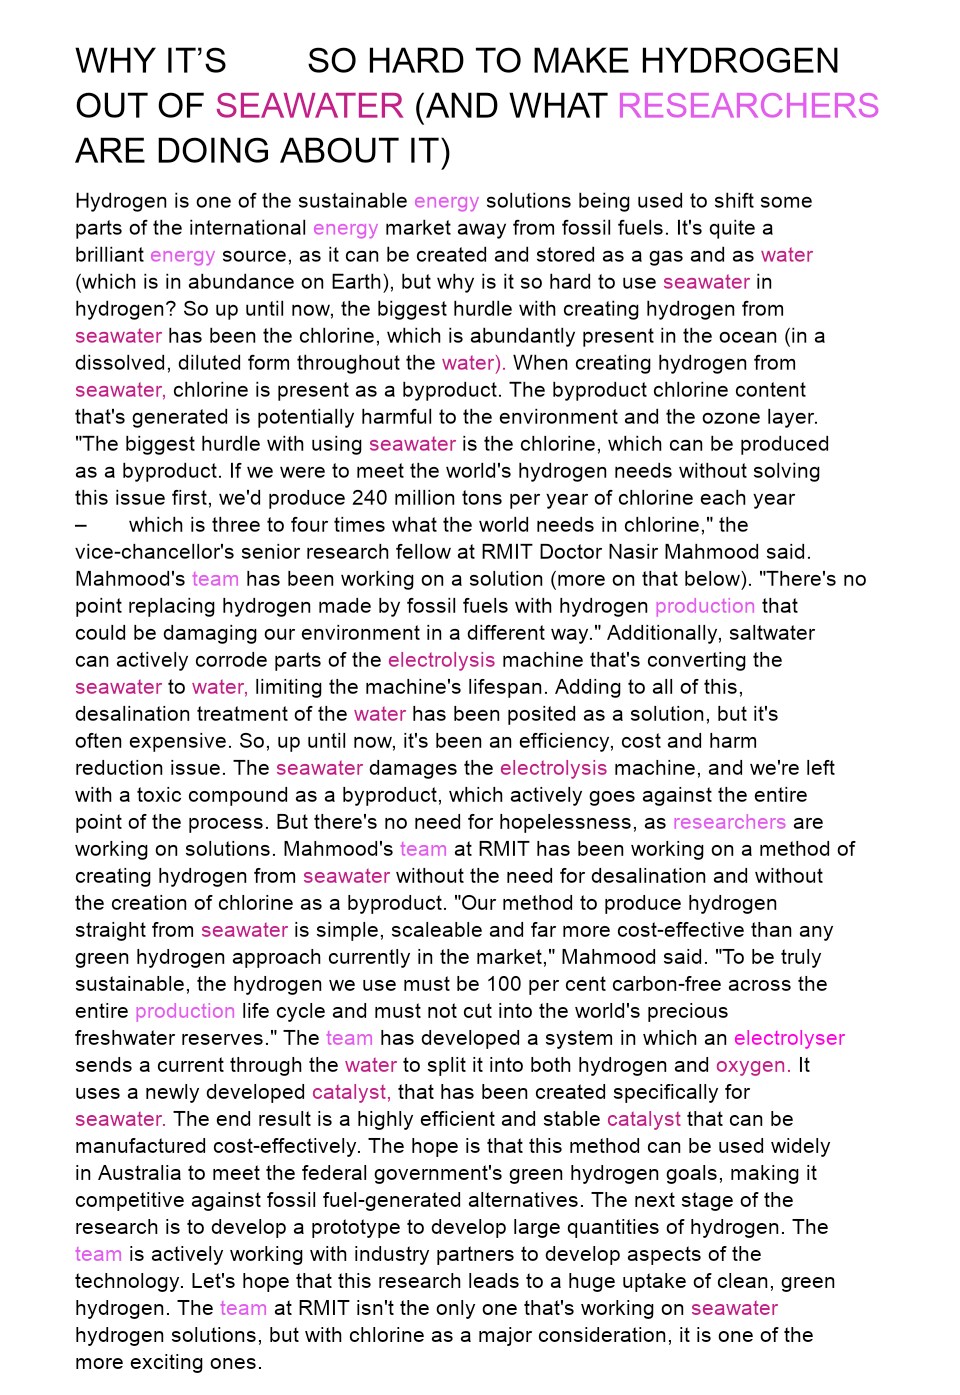 WHY IT’S SO HARD TO MAKE HYDROGEN
OUT OF SEAWATER (AND WHAT RESEARCHERS
ARE DOING ABOUT IT)
Hydrogen is one of the sustainable energy solutions being used to shift some
parts of the international energy market away from fossil fuels. It's quite a
brilliant energy source, as it can be created and stored as a gas and as water
(which is in abundance on Earth), but why is it so hard to use seawater in
hydrogen? So up until now, the biggest hurdle with creating hydrogen from
seawater has been the chlorine, which is abundantly present in the ocean (in a
dissolved, diluted form throughout the water). When creating hydrogen from
seawater, chlorine is present as a byproduct. The byproduct chlorine content
that's generated is potentially harmful to the environment and the ozone layer.
"The biggest hurdle with using seawater is the chlorine, which can be produced
as a byproduct. If we were to meet the world's hydrogen needs without solving
this issue first, we'd produce 240 million tons per year of chlorine each year
– which is three to four times what the world needs in chlorine," the
vice-chancellor's senior research fellow at RMIT Doctor Nasir Mahmood said.
Mahmood's team has been working on a solution (more on that below). "There's no
point replacing hydrogen made by fossil fuels with hydrogen production that
could be damaging our environment in a different way." Additionally, saltwater
can actively corrode parts of the electrolysis machine that's converting the
seawater to water, limiting the machine's lifespan. Adding to all of this,
desalination treatment of the water has been posited as a solution, but it's
often expensive. So, up until now, it's been an efficiency, cost and harm
reduction issue. The seawater damages the electrolysis machine, and we're left
with a toxic compound as a byproduct, which actively goes against the entire
point of the process. But there's no need for hopelessness, as researchers are
working on solutions. Mahmood's team at RMIT has been working on a method of
creating hydrogen from seawater without the need for desalination and without
the creation of chlorine as a byproduct. "Our method to produce hydrogen
straight from seawater is simple, scaleable and far more cost-effective than any
green hydrogen approach currently in the market," Mahmood said. "To be truly
sustainable, the hydrogen we use must be 100 per cent carbon-free across the
entire production life cycle and must not cut into the world's precious
freshwater reserves." The team has developed a system in which an electrolyser
sends a current through the water to split it into both hydrogen and oxygen. It
uses a newly developed catalyst, that has been created specifically for
seawater. The end result is a highly efficient and stable catalyst that can be
manufactured cost-effectively. The hope is that this method can be used widely
in Australia to meet the federal government's green hydrogen goals, making it
competitive against fossil fuel-generated alternatives. The next stage of the
research is to develop a prototype to develop large quantities of hydrogen. The
team is actively working with industry partners to develop aspects of the
technology. Let's hope that this research leads to a huge uptake of clean, green
hydrogen. The team at RMIT isn't the only one that's working on seawater
hydrogen solutions, but with chlorine as a major consideration, it is one of the
more exciting ones.